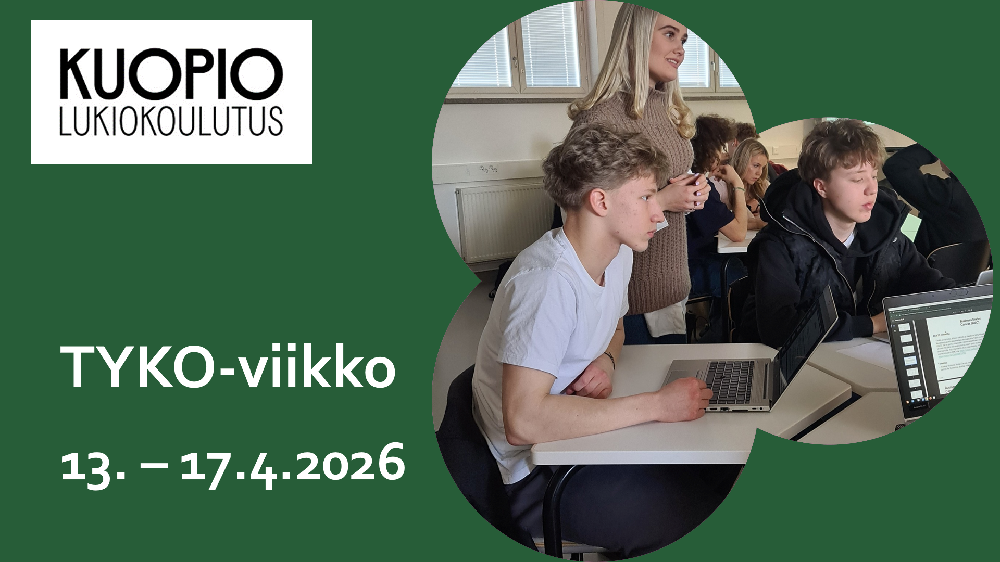 KUOPIO
LUKIOKOULUTUS
TYKO-viikko
13. – 17.4.2026
Business Model
Canvas (BMC)